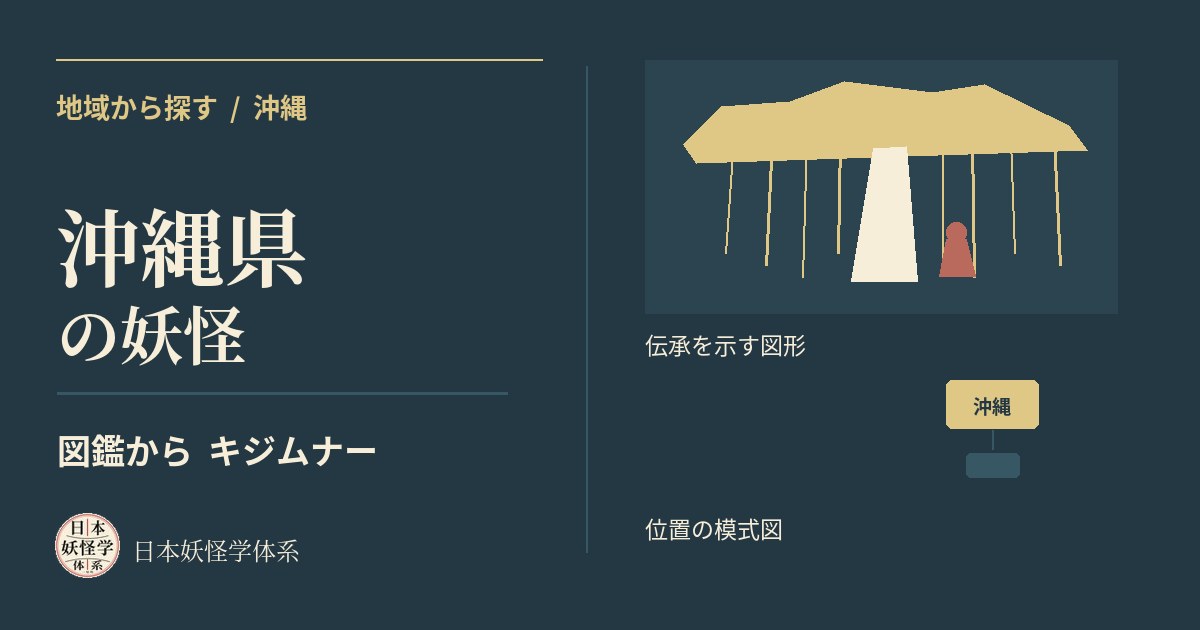 地域から探す / 沖縄
沖縄県
の妖怪
図鑑から キジムナー
日本
妖怪学
体系
日本妖怪学体系
伝承を示す図形
沖縄
位置の模式図